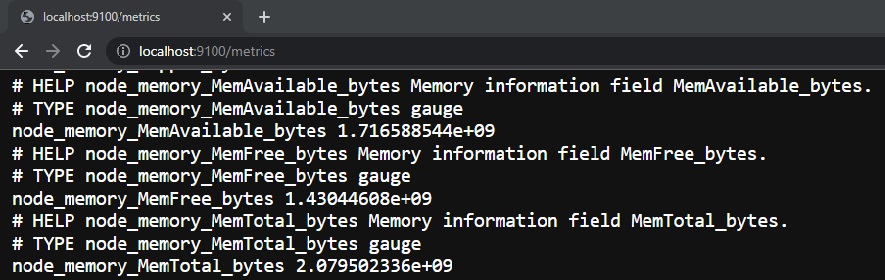 localhost:9100/metrics
localhost:9100/metrics
# HELP node_memory_MemAvailable_bytes Memory information field MemAvailable_bytes.
# TYPE node_memory_MemAvailable_bytes gauge
node_memory_MemAvailable_bytes 1.716588544e+09
# HELP node_memory_MemFree_bytes Memory information field MemFree_bytes.
# TYPE node_memory_MemFree_bytes gauge
node_memory_MemFree_bytes 1.43044608e+09
# HELP node_memory_MemTotal_bytes Memory information field MemTotal_bytes.
# TYPE node_memory_MemTotal_bytes gauge
node_memory_MemTotal_bytes 2.079502336e+09